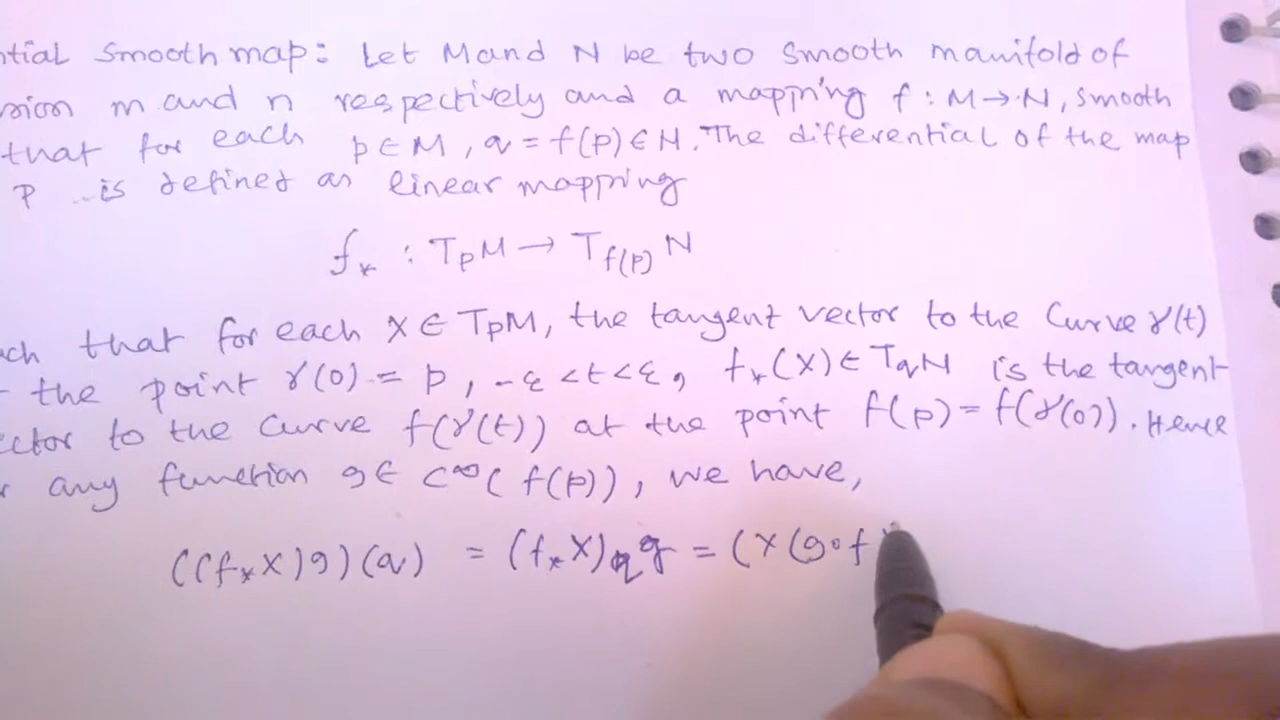 ntial smooth map: Let M and N be two smooth manifold of
sion m and n respectively and a mapping f : M → N, smooth
that for each p ∈ M, q = f(p) ∈ N. The differential of the map
P is defined as linear mapping
f* : TpM → Tf(p) N
ch that for each X ∈ TpM, the tangent vector to the curve γ(t)
the point γ(0) = p, -ε < t < ε, f*(X) ∈ TqN is the tangent
ector to the curve f(γ(t)) at the point f(p) = f(γ(0)). Hence
r any function g ∈ C∞(f(p)), we have,
((f*X)g)(q) = (f*X)q g = (X(g∘f)